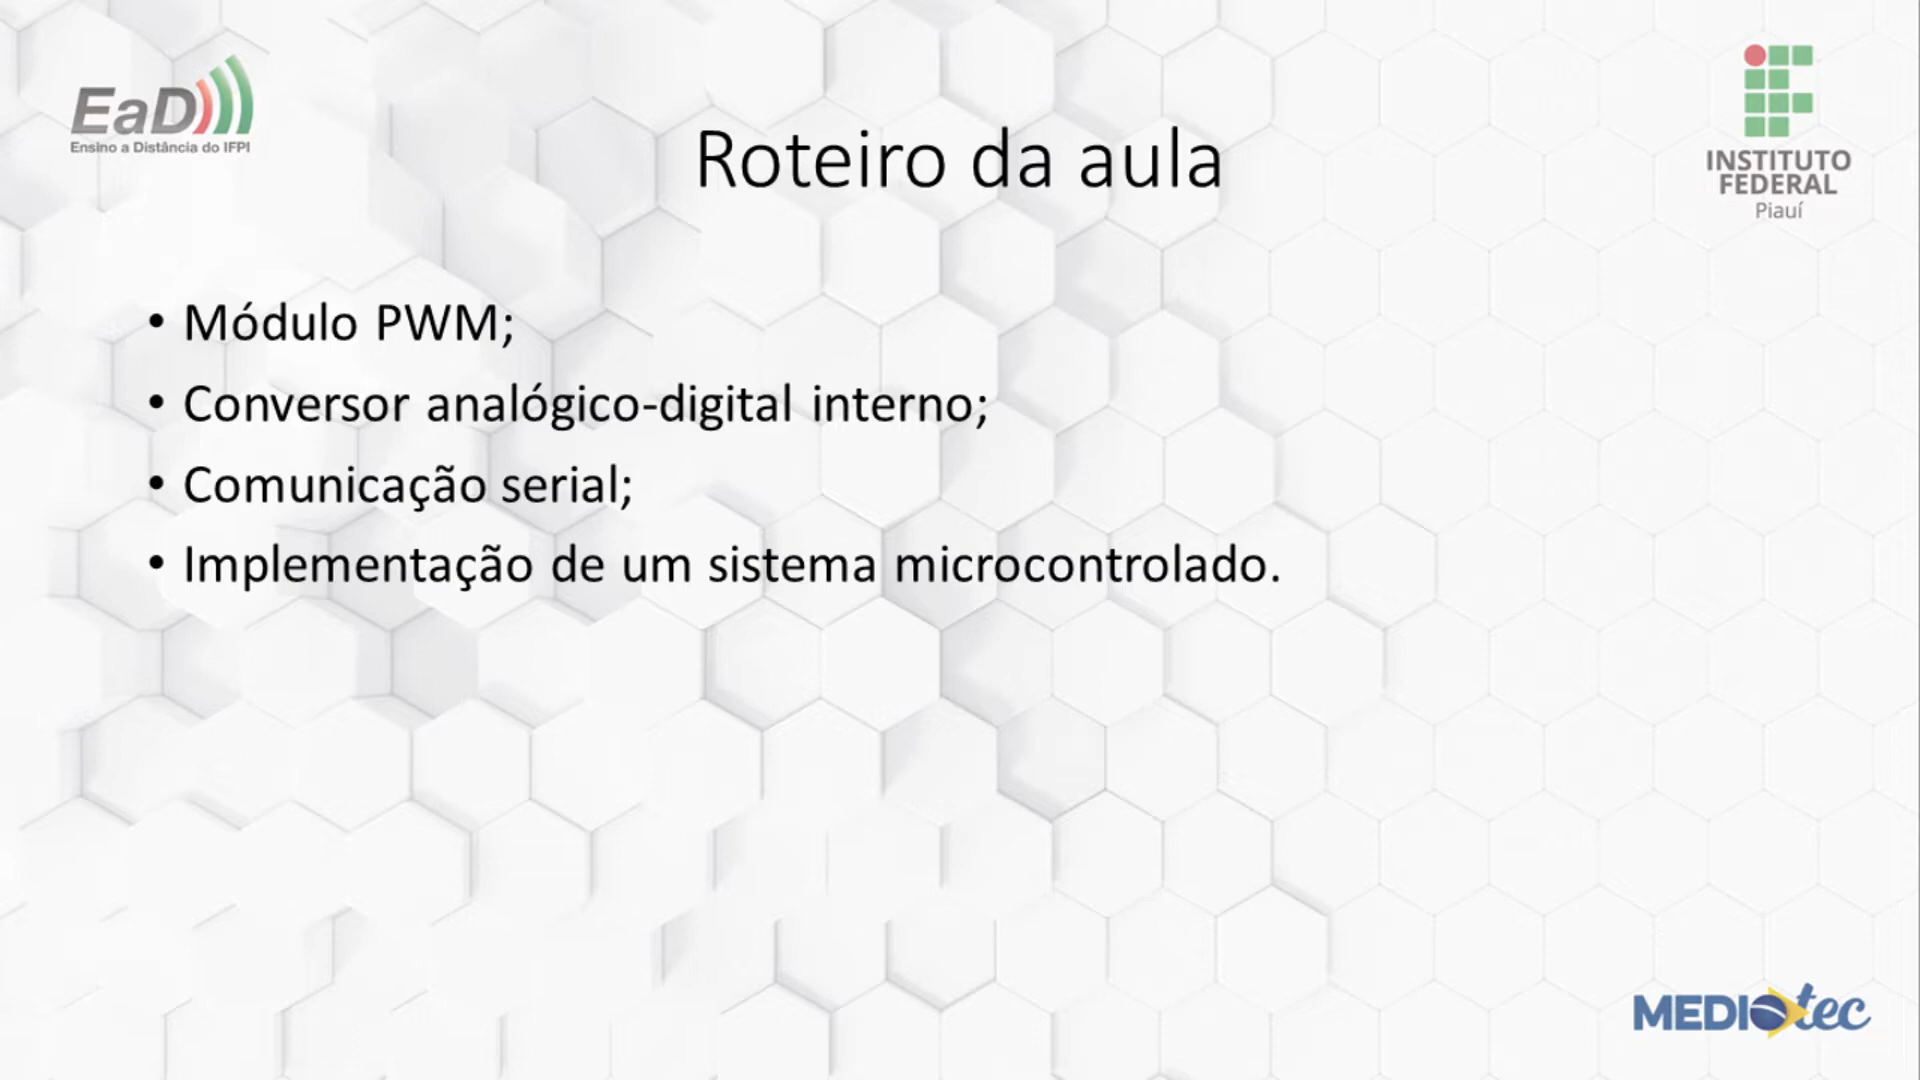 EaD
Ensino a Distância do IFPI
INSTITUTO
FEDERAL
Piauí
Roteiro da aula
• Módulo PWM;
• Conversor analógico-digital interno;
• Comunicação serial;
• Implementação de um sistema microcontrolado.
MEDIOtec